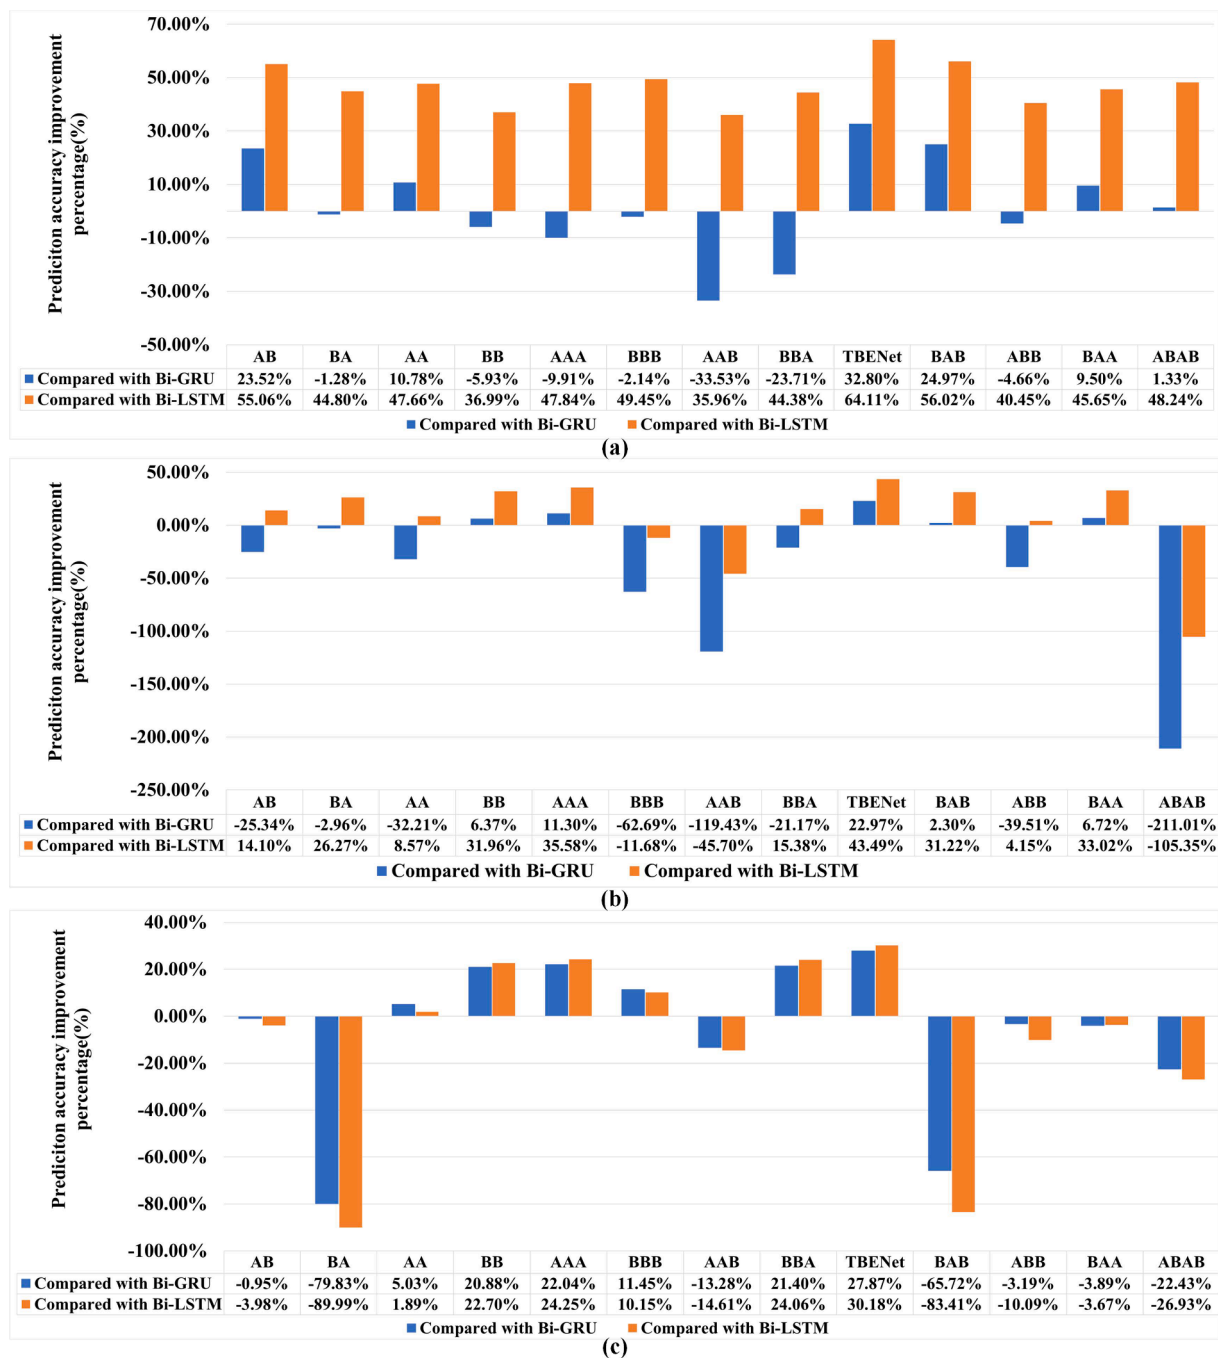 70.00%
50.00%
30.00%
10.00%
-10.00%
-30.00%
-50.00%
Prediciton accuracy improvement
percentage(%)
AB BA AA BB AAA BBB AAB BBA TBENet BAB ABB BAA ABAB
Compared with Bi-GRU 23.52% -1.28% 10.78% -5.93% -9.91% -2.14% -33.53% -23.71% 32.80% 24.97% -4.66% 9.50% 1.33%
Compared with Bi-LSTM 55.06% 44.80% 47.66% 36.99% 47.84% 49.45% 35.96% 44.38% 64.11% 56.02% 40.45% 45.65% 48.24%
Compared with Bi-GRU Compared with Bi-LSTM
(a)
50.00%
0.00%
-50.00%
-100.00%
-150.00%
-200.00%
-250.00%
Prediciton accuracy improvement
percentage(%)
AB BA AA BB AAA BBB AAB BBA TBENet BAB ABB BAA ABAB
Compared with Bi-GRU -25.34% -2.96% -32.21% 6.37% 11.30% -62.69% -119.43% -21.17% 22.97% 2.30% -39.51% 6.72% -211.01%
Compared with Bi-LSTM 14.10% 26.27% 8.57% 31.96% 35.58% -11.68% -45.70% 15.38% 43.49% 31.22% 4.15% 33.02% -105.35%
Compared with Bi-GRU Compared with Bi-LSTM
(b)
40.00%
20.00%
0.00%
-20.00%
-40.00%
-60.00%
-80.00%
-100.00%
Prediciton accuracy improvement
percentage(%)
AB BA AA BB AAA BBB AAB BBA TBENet BAB ABB BAA ABAB
Compared with Bi-GRU -0.95% -79.83% 5.03% 20.88% 22.04% 11.45% -13.28% 21.40% 27.87% -65.72% -3.19% -3.89% -22.43%
Compared with Bi-LSTM -3.98% -89.99% 1.89% 22.70% 24.25% 10.15% -14.61% 24.06% 30.18% -83.41% -10.09% -3.67% -26.93%
Compared with Bi-GRU Compared with Bi-LSTM
(c)